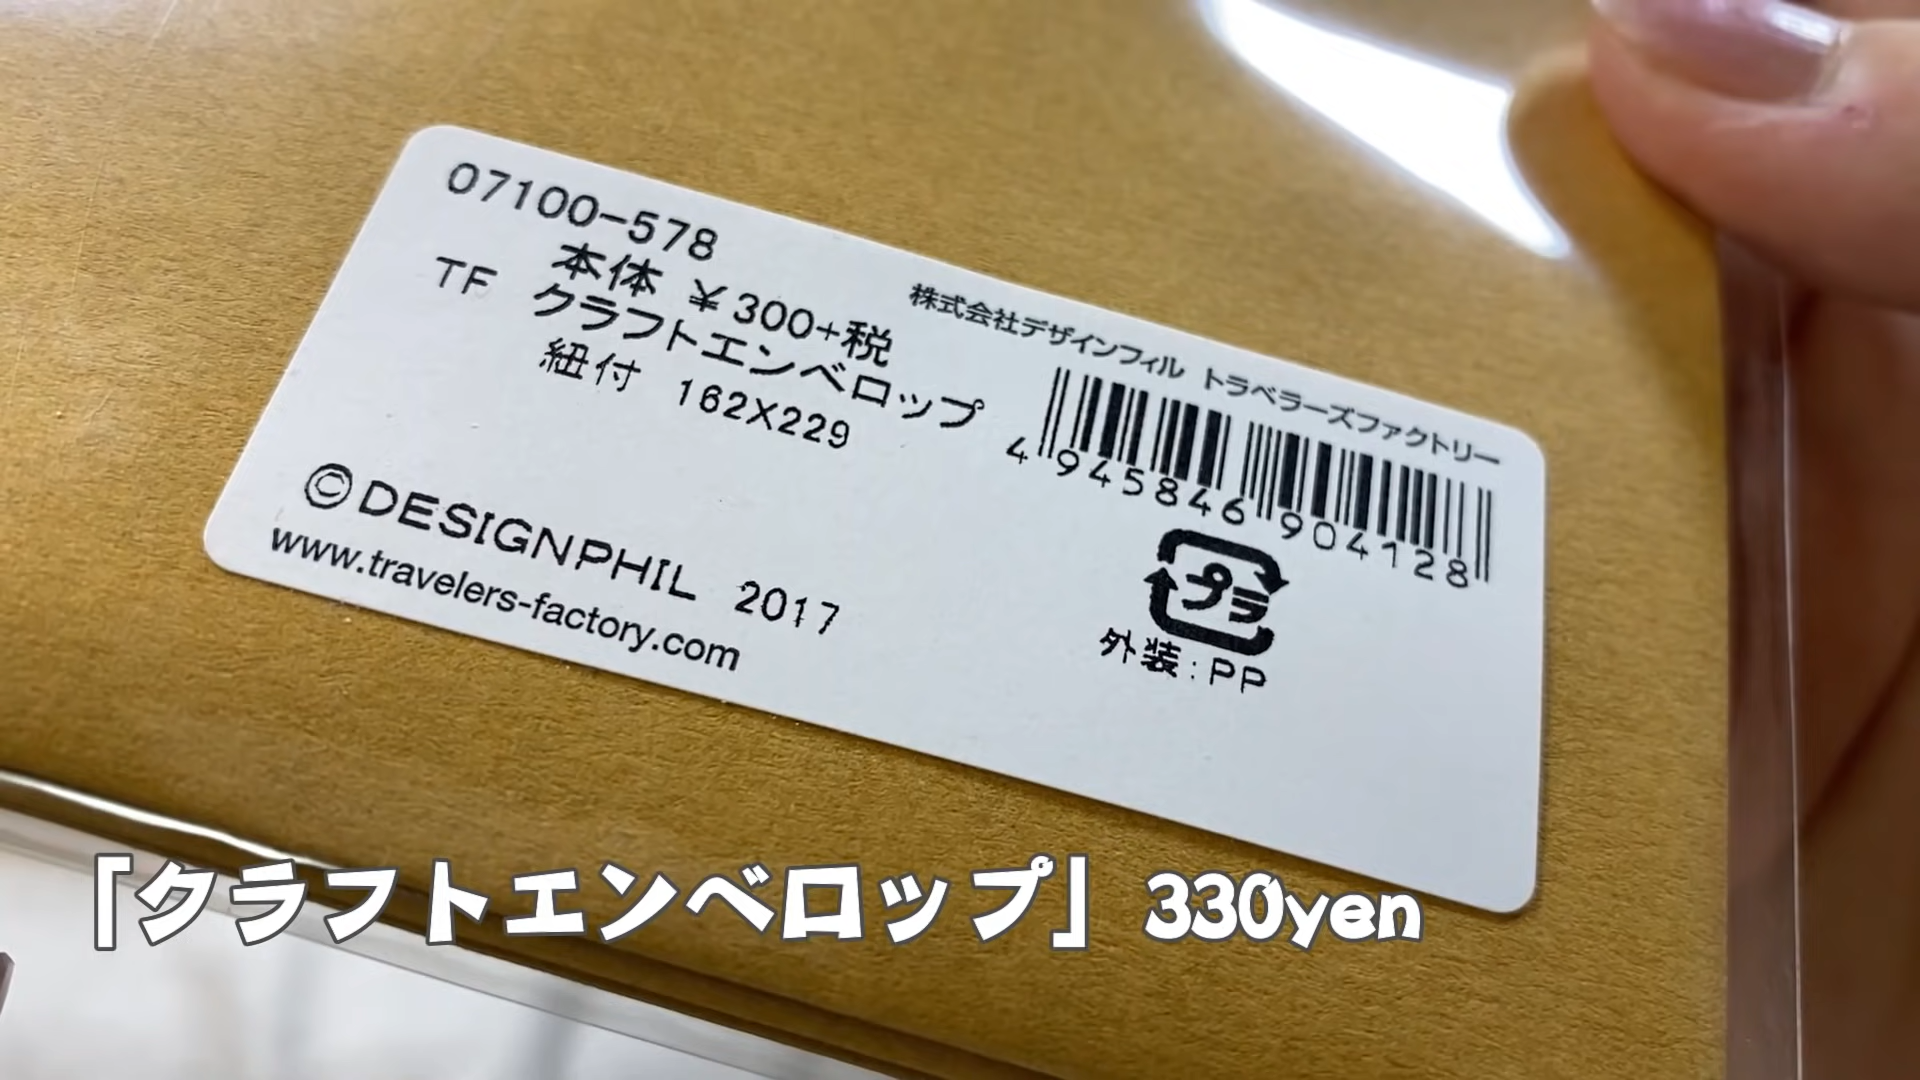 07100-578
本体 ¥300+税
TF クラフトエンベロップ
紐付 162X229
株式会社デザインフィル トラベラーズファクトリー
4 945846 904128
©DESIGNPHIL 2017
www.travelers-factory.com
プラ
外装:PP
「クラフトエンベロップ」330yen